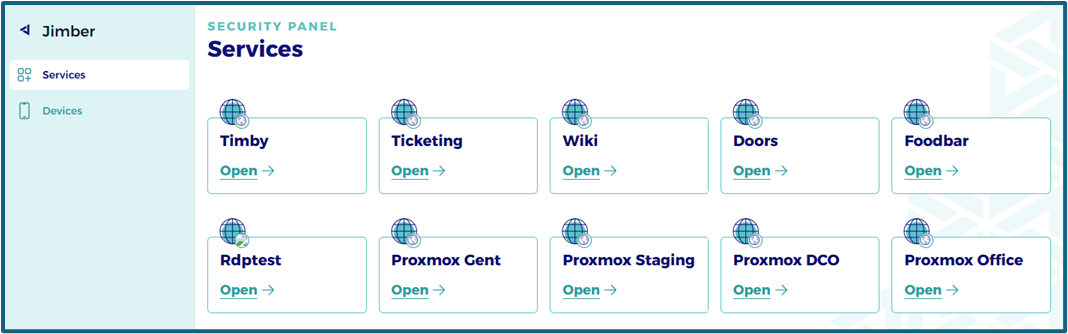 Jimber
Services
Devices
SECURITY PANEL
Services
Timby
Open
Ticketing
Open
Wiki
Open
Doors
Open
Foodbar
Open
Rdptest
Open
Proxmox Gent
Open
Proxmox Staging
Open
Proxmox DCO
Open
Proxmox Office
Open